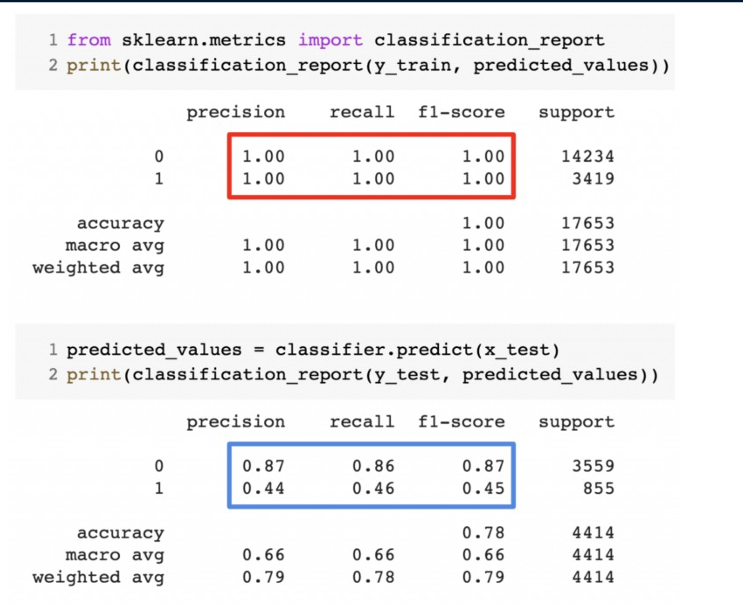 1 from sklearn.metrics import classification_report
2 print(classification_report(y_train, predicted_values))
precision recall f1-score support
0 1.00 1.00 1.00 14234
1 1.00 1.00 1.00 3419
accuracy 1.00 17653
macro avg 1.00 1.00 1.00 17653
weighted avg 1.00 1.00 1.00 17653
1 predicted_values = classifier.predict(x_test)
2 print(classification_report(y_test, predicted_values))
precision recall f1-score support
0 0.87 0.86 0.87 3559
1 0.44 0.46 0.45 855
accuracy 0.78 4414
macro avg 0.66 0.66 0.66 4414
weighted avg 0.79 0.78 0.79 4414